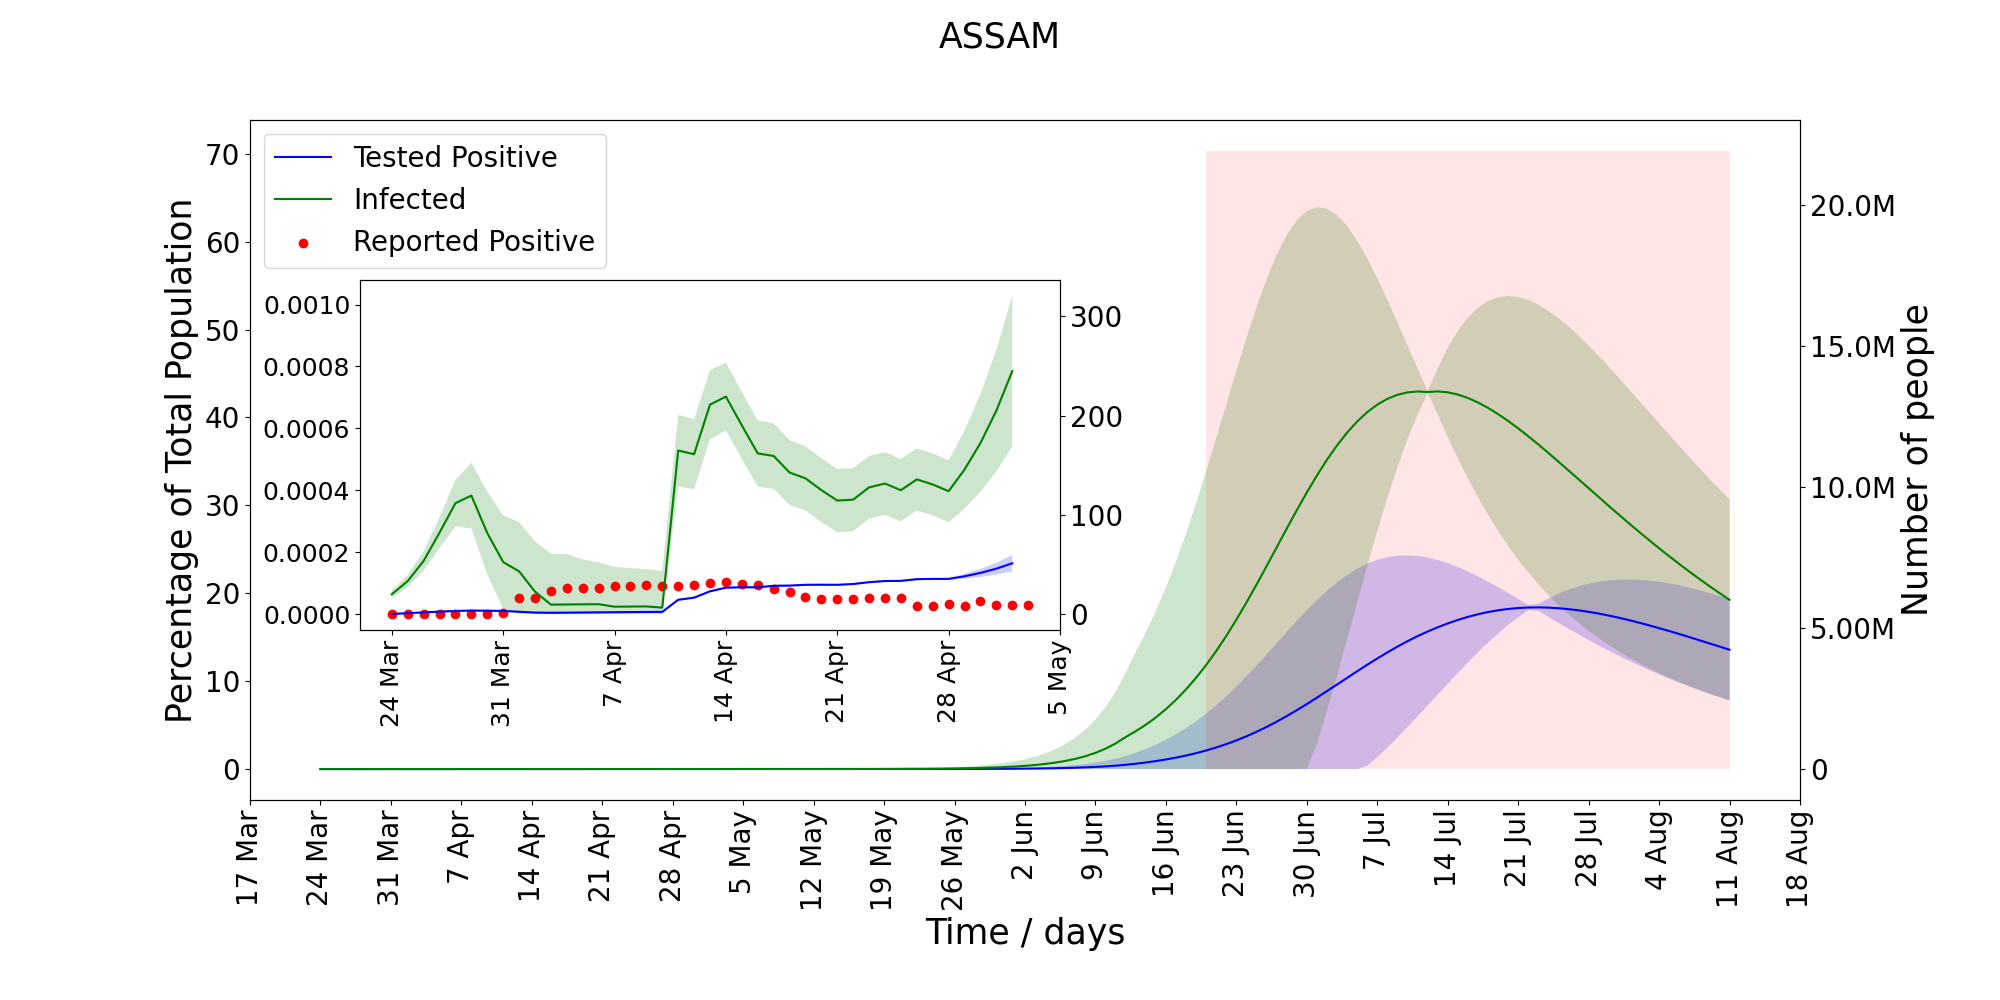 ASSAM
Tested Positive
Infected
Reported Positive
Percentage of Total Population
70
60
50
40
30
20
10
0
0.0010
0.0008
0.0006
0.0004
0.0002
0.0000
300
200
100
0
24 Mar
31 Mar
7 Apr
14 Apr
21 Apr
28 Apr
5 May
20.0M
15.0M
10.0M
5.00M
0
Number of people
17 Mar
24 Mar
31 Mar
7 Apr
14 Apr
21 Apr
28 Apr
5 May
12 May
19 May
26 May
2 Jun
9 Jun
16 Jun
23 Jun
30 Jun
7 Jul
14 Jul
21 Jul
28 Jul
4 Aug
11 Aug
18 Aug
Time / days